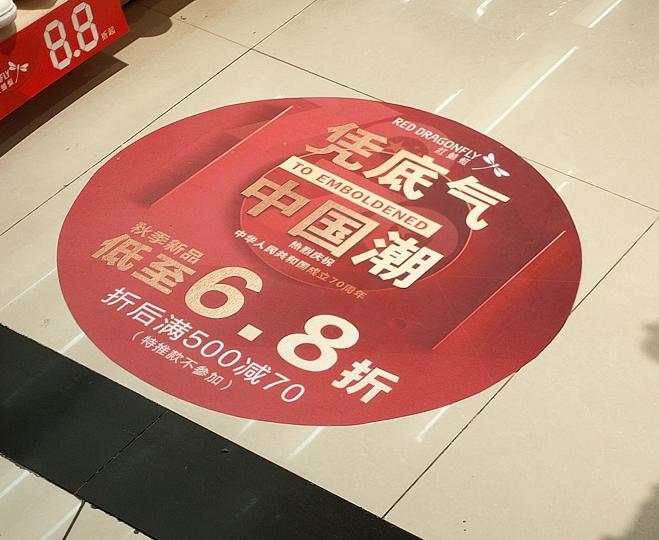 8.8折起
RED DRAGONFLY
红蜻蜓
凭底气
TO EMBOLDENED
中国潮
热烈庆祝
中华人民共和国成立70周年
秋季新品
低至6.8折
折后满500减70
(特推款不参加)